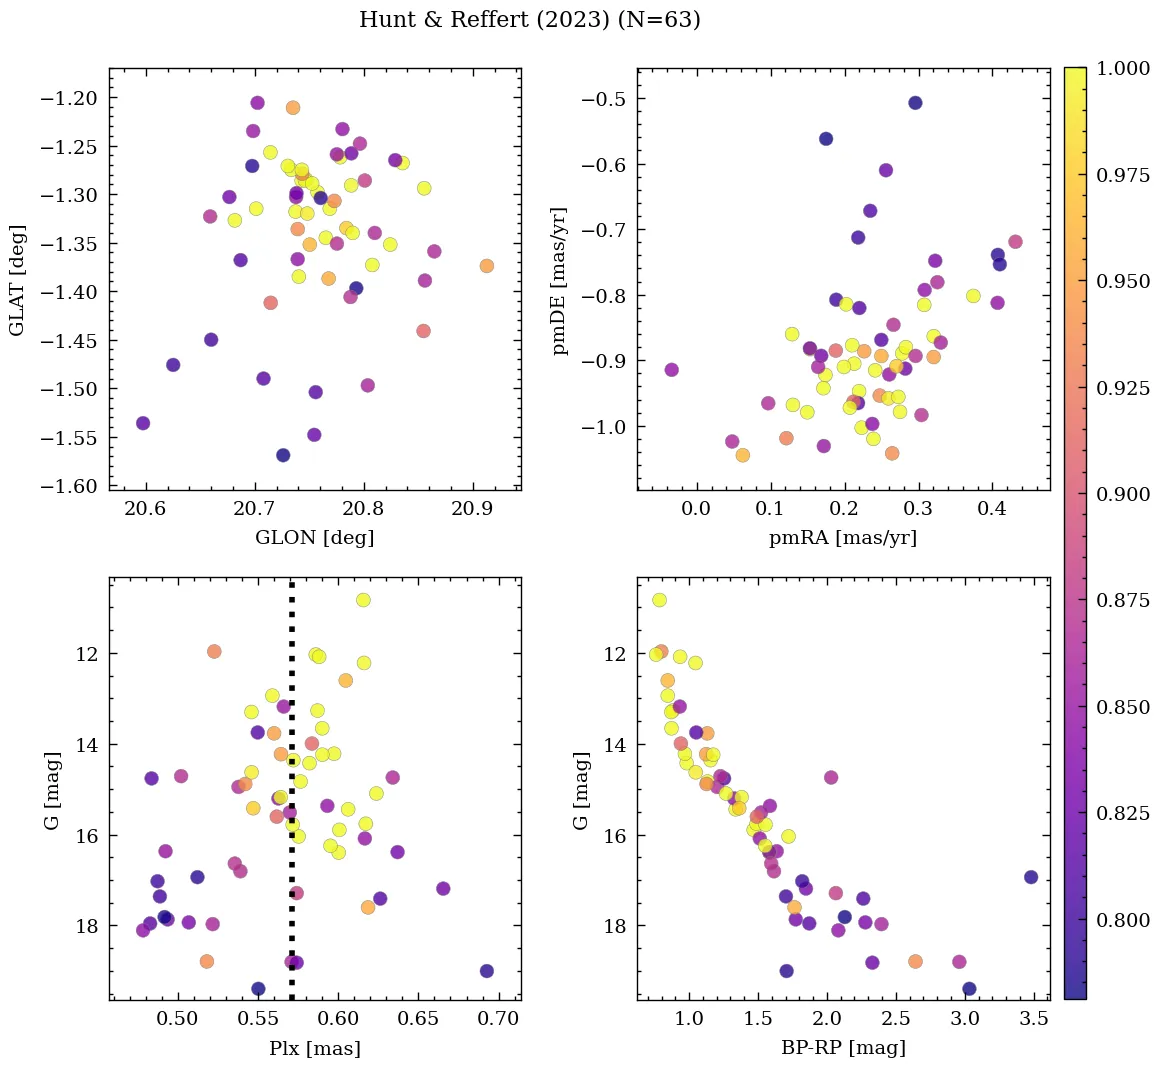 Hunt & Reffert (2023) (N=63)
−1.20
−1.25
−1.30
−1.35
−1.40
−1.45
−1.50
−1.55
−1.60
GLAT [deg]
20.6 20.7 20.8 20.9
GLON [deg]
−0.5
−0.6
−0.7
−0.8
−0.9
−1.0
pmDE [mas/yr]
0.0 0.1 0.2 0.3 0.4
pmRA [mas/yr]
12
14
16
18
G [mag]
0.50 0.55 0.60 0.65 0.70
Plx [mas]
12
14
16
18
G [mag]
1.0 1.5 2.0 2.5 3.0 3.5
BP-RP [mag]
1.000
0.975
0.950
0.925
0.900
0.875
0.850
0.825
0.800